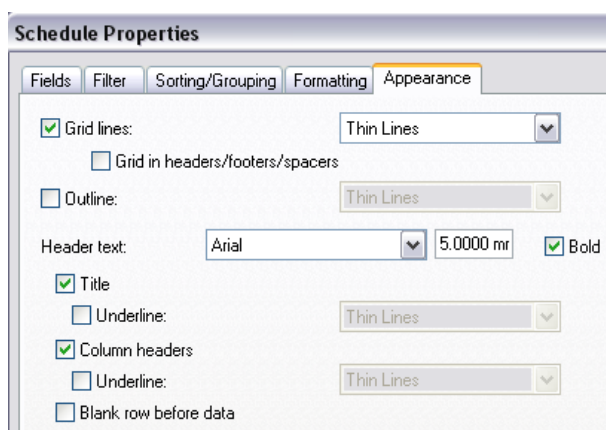 Schedule Properties
Fields Filter Sorting/Grouping Formatting Appearance
Grid lines: Thin Lines
Grid in headers/footers/spacers
Outline: Thin Lines
Header text: Arial 5.0000 mr Bold
Title
Underline: Thin Lines
Column headers
Underline: Thin Lines
Blank row before data